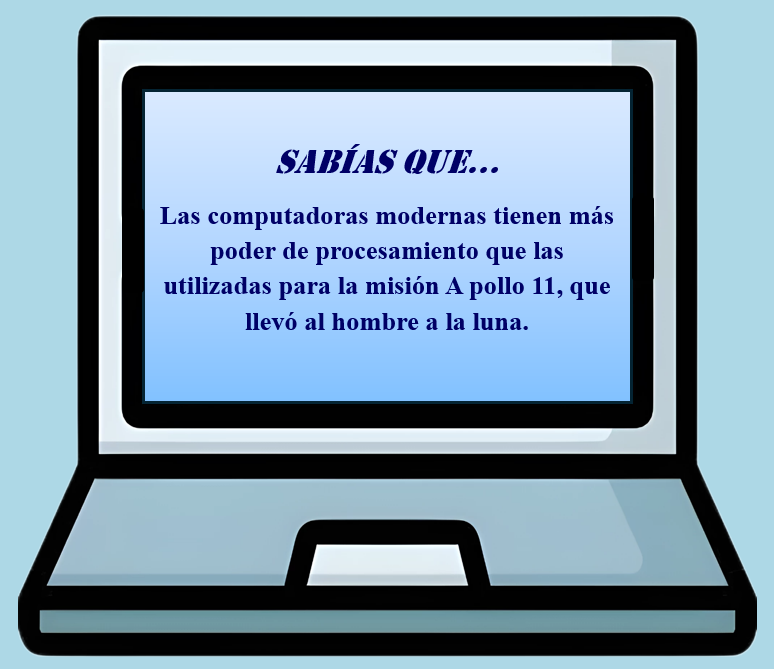 SABÍAS QUE...
Las computadoras modernas tienen más
poder de procesamiento que las
utilizadas para la misión A pollo 11, que
llevó al hombre a la luna.